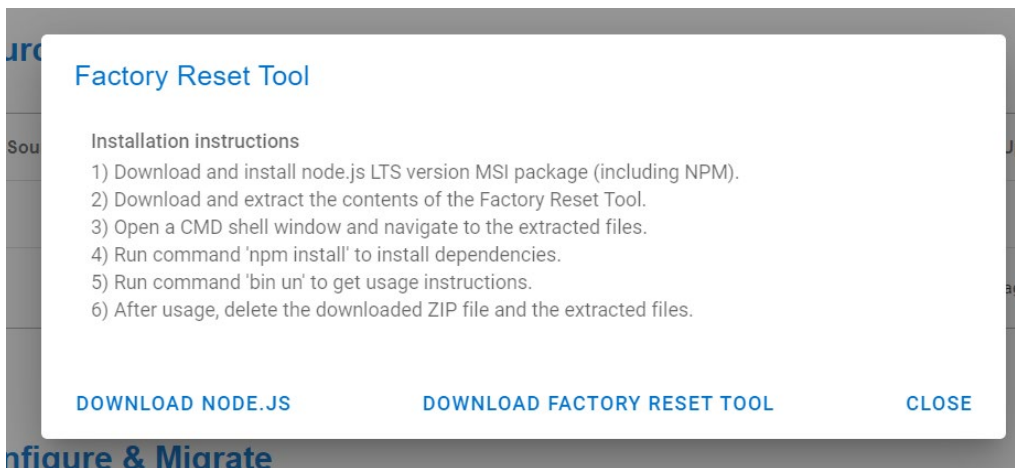 Factory Reset Tool
Sou
Installation instructions
1) Download and install node.js LTS version MSI package (including NPM).
2) Download and extract the contents of the Factory Reset Tool.
3) Open a CMD shell window and navigate to the extracted files.
4) Run command 'npm install' to install dependencies.
5) Run command 'bin un' to get usage instructions.
6) After usage, delete the downloaded ZIP file and the extracted files.
DOWNLOAD NODE.JS DOWNLOAD FACTORY RESET TOOL CLOSE
nfigure & Migrate